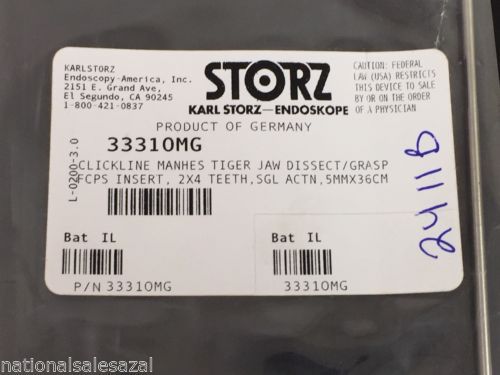 KARLSTORZ
Endoscopy-America, Inc.
2151 E. Grand Ave,
El Segundo, CA 90245
1-800-421-0837
STORZ
KARL STORZ—ENDOSKOPE
CAUTION: FEDERAL
LAW (USA) RESTRICTS
THIS DEVICE TO SALE
BY OR ON THE ORDER
OF A PHYSICIAN
PRODUCT OF GERMANY
33310MG
CLICKLINE MANHES TIGER JAW DISSECT/GRASP
FCPS INSERT, 2X4 TEETH,SGL ACTN,5MMX36CM
L-0200-3.0
Bat IL
P/N 33310MG
Bat IL
33310MG
2411B
nationalsalesazal